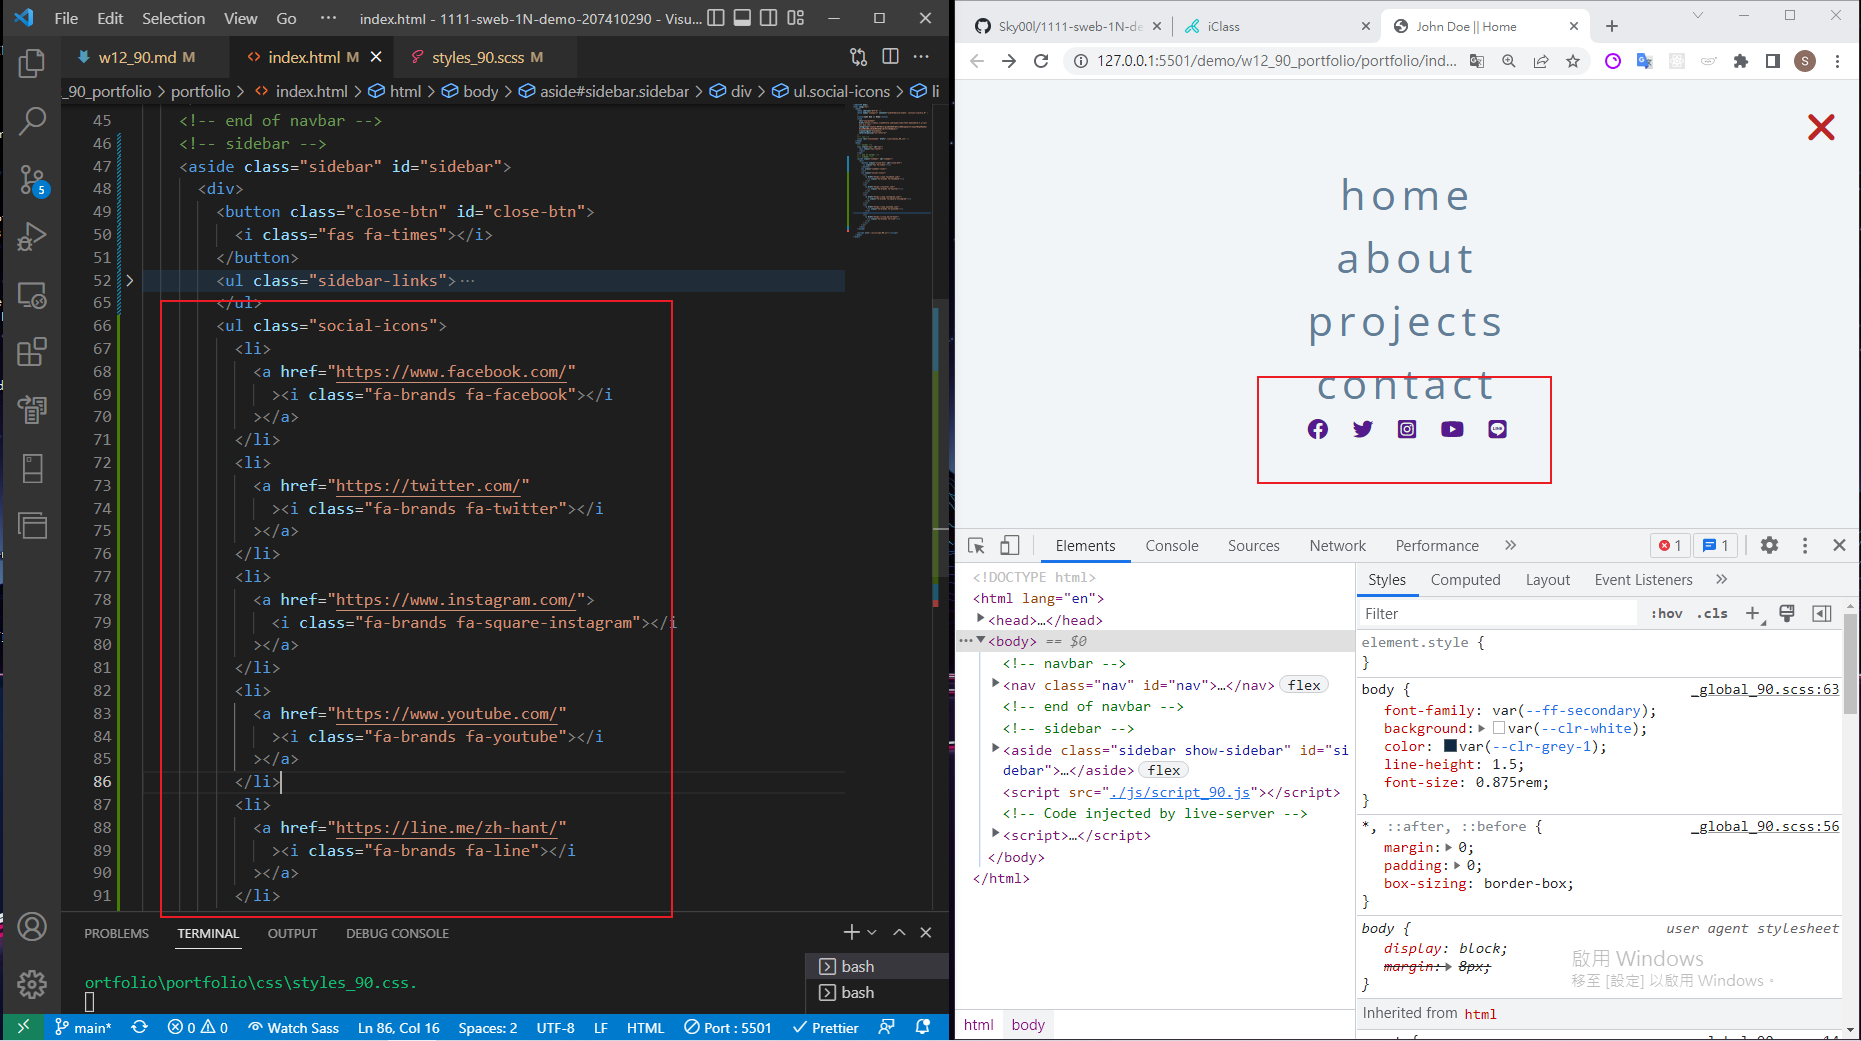 File Edit Selection View Go ··· index.html - 1111-sweb-1N-demo-207410290 - Visu...
w12_90.md M index.html M styles_90.scss M
_90_portfolio > portfolio > index.html > html > body > aside#sidebar.sidebar > div > ul.social-icons > li
45 <!-- end of navbar -->
46 <!-- sidebar -->
47 <aside class="sidebar" id="sidebar">
48 <div>
49 <button class="close-btn" id="close-btn">
50 <i class="fas fa-times"></i>
51 </button>
52 <ul class="sidebar-links">···
65 </ul>
66 <ul class="social-icons">
67 <li>
68 <a href="https://www.facebook.com/"
69 ><i class="fa-brands fa-facebook"></i
70 ></a>
71 </li>
72 <li>
73 <a href="https://twitter.com/"
74 ><i class="fa-brands fa-twitter"></i
75 ></a>
76 </li>
77 <li>
78 <a href="https://www.instagram.com/">
79 <i class="fa-brands fa-square-instagram"></i
80 ></a>
81 </li>
82 <li>
83 <a href="https://www.youtube.com/"
84 ><i class="fa-brands fa-youtube"></i
85 ></a>
86 </li>
87 <li>
88 <a href="https://line.me/zh-hant/"
89 ><i class="fa-brands fa-line"></i
90 ></a>
91 </li>
5
PROBLEMS TERMINAL OUTPUT DEBUG CONSOLE
ortfolio\portfolio\css\styles_90.css.
bash
bash
main* 0 0 Watch Sass Ln 86, Col 16 Spaces: 2 UTF-8 LF HTML Port : 5501 Prettier
Sky00l/1111-sweb-1N-de iClass John Doe || Home
127.0.0.1:5501/demo/w12_90_portfolio/portfolio/ind... S
home
about
projects
contact
LINE
Elements Console Sources Network Performance 1 1
<!DOCTYPE html>
<html lang="en">
<head>…</head>
<body> == $0
<!-- navbar -->
<nav class="nav" id="nav">…</nav> flex
<!-- end of navbar -->
<!-- sidebar -->
<aside class="sidebar show-sidebar" id="si
debar">…</aside> flex
<script src="./js/script_90.js"></script>
<!-- Code injected by live-server -->
<script>…</script>
</body>
</html>
html body
Styles Computed Layout Event Listeners
Filter :hov .cls
element.style {
}
body { _global_90.scss:63
font-family: var(--ff-secondary);
background: var(--clr-white);
color: var(--clr-grey-1);
line-height: 1.5;
font-size: 0.875rem;
}
*, ::after, ::before { _global_90.scss:56
margin: 0;
padding: 0;
box-sizing: border-box;
}
body { user agent stylesheet
display: block;
margin: 8px;
}
啟用 Windows
移至 [設定] 以啟用 Windows。
Inherited from html